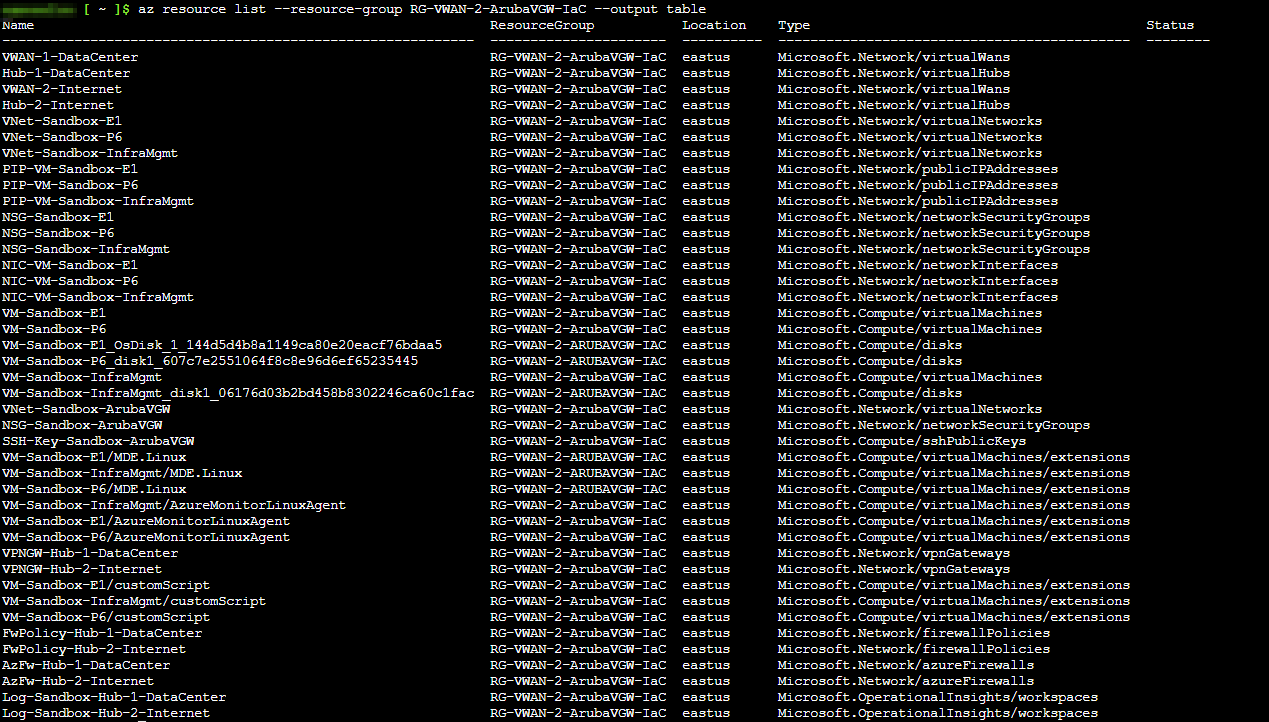 [ ~ ]$ az resource list --resource-group RG-VWAN-2-ArubaVGW-IaC --output table
Name ResourceGroup Location Type Status
----------------------------------------------------------- ---------------------- ---------- -------------------------------------------- --------
VWAN-1-DataCenter RG-VWAN-2-ArubaVGW-IaC eastus Microsoft.Network/virtualWans
Hub-1-DataCenter RG-VWAN-2-ArubaVGW-IaC eastus Microsoft.Network/virtualHubs
VWAN-2-Internet RG-VWAN-2-ArubaVGW-IaC eastus Microsoft.Network/virtualWans
Hub-2-Internet RG-VWAN-2-ArubaVGW-IaC eastus Microsoft.Network/virtualHubs
VNet-Sandbox-E1 RG-VWAN-2-ArubaVGW-IaC eastus Microsoft.Network/virtualNetworks
VNet-Sandbox-P6 RG-VWAN-2-ArubaVGW-IaC eastus Microsoft.Network/virtualNetworks
VNet-Sandbox-InfraMgmt RG-VWAN-2-ArubaVGW-IaC eastus Microsoft.Network/virtualNetworks
PIP-VM-Sandbox-E1 RG-VWAN-2-ArubaVGW-IaC eastus Microsoft.Network/publicIPAddresses
PIP-VM-Sandbox-P6 RG-VWAN-2-ArubaVGW-IaC eastus Microsoft.Network/publicIPAddresses
PIP-VM-Sandbox-InfraMgmt RG-VWAN-2-ArubaVGW-IaC eastus Microsoft.Network/publicIPAddresses
NSG-Sandbox-E1 RG-VWAN-2-ArubaVGW-IaC eastus Microsoft.Network/networkSecurityGroups
NSG-Sandbox-P6 RG-VWAN-2-ArubaVGW-IaC eastus Microsoft.Network/networkSecurityGroups
NSG-Sandbox-InfraMgmt RG-VWAN-2-ArubaVGW-IaC eastus Microsoft.Network/networkSecurityGroups
NIC-VM-Sandbox-E1 RG-VWAN-2-ArubaVGW-IaC eastus Microsoft.Network/networkInterfaces
NIC-VM-Sandbox-P6 RG-VWAN-2-ArubaVGW-IaC eastus Microsoft.Network/networkInterfaces
NIC-VM-Sandbox-InfraMgmt RG-VWAN-2-ArubaVGW-IaC eastus Microsoft.Network/networkInterfaces
VM-Sandbox-E1 RG-VWAN-2-ArubaVGW-IaC eastus Microsoft.Compute/virtualMachines
VM-Sandbox-P6 RG-VWAN-2-ArubaVGW-IaC eastus Microsoft.Compute/virtualMachines
VM-Sandbox-E1_OsDisk_1_144d5d4b8a1149ca80e20eacf76bdaa5 RG-VWAN-2-ARUBAVGW-IAC eastus Microsoft.Compute/disks
VM-Sandbox-P6_disk1_607c7e2551064f8c8e96d6ef65235445 RG-VWAN-2-ARUBAVGW-IAC eastus Microsoft.Compute/disks
VM-Sandbox-InfraMgmt RG-VWAN-2-ArubaVGW-IaC eastus Microsoft.Compute/virtualMachines
VM-Sandbox-InfraMgmt_disk1_06176d03b2bd458b8302246ca60c1fac RG-VWAN-2-ARUBAVGW-IAC eastus Microsoft.Compute/disks
VNet-Sandbox-ArubaVGW RG-VWAN-2-ArubaVGW-IaC eastus Microsoft.Network/virtualNetworks
NSG-Sandbox-ArubaVGW RG-VWAN-2-ArubaVGW-IaC eastus Microsoft.Network/networkSecurityGroups
SSH-Key-Sandbox-ArubaVGW RG-VWAN-2-ArubaVGW-IaC eastus Microsoft.Compute/sshPublicKeys
VM-Sandbox-E1/MDE.Linux RG-VWAN-2-ARUBAVGW-IAC eastus Microsoft.Compute/virtualMachines/extensions
VM-Sandbox-InfraMgmt/MDE.Linux RG-VWAN-2-ARUBAVGW-IAC eastus Microsoft.Compute/virtualMachines/extensions
VM-Sandbox-P6/MDE.Linux RG-VWAN-2-ARUBAVGW-IAC eastus Microsoft.Compute/virtualMachines/extensions
VM-Sandbox-InfraMgmt/AzureMonitorLinuxAgent RG-VWAN-2-ArubaVGW-IaC eastus Microsoft.Compute/virtualMachines/extensions
VM-Sandbox-E1/AzureMonitorLinuxAgent RG-VWAN-2-ArubaVGW-IaC eastus Microsoft.Compute/virtualMachines/extensions
VM-Sandbox-P6/AzureMonitorLinuxAgent RG-VWAN-2-ArubaVGW-IaC eastus Microsoft.Compute/virtualMachines/extensions
VPNGW-Hub-1-DataCenter RG-VWAN-2-ArubaVGW-IaC eastus Microsoft.Network/vpnGateways
VPNGW-Hub-2-Internet RG-VWAN-2-ArubaVGW-IaC eastus Microsoft.Network/vpnGateways
VM-Sandbox-E1/customScript RG-VWAN-2-ArubaVGW-IaC eastus Microsoft.Compute/virtualMachines/extensions
VM-Sandbox-InfraMgmt/customScript RG-VWAN-2-ArubaVGW-IaC eastus Microsoft.Compute/virtualMachines/extensions
VM-Sandbox-P6/customScript RG-VWAN-2-ArubaVGW-IaC eastus Microsoft.Compute/virtualMachines/extensions
FwPolicy-Hub-1-DataCenter RG-VWAN-2-ArubaVGW-IaC eastus Microsoft.Network/firewallPolicies
FwPolicy-Hub-2-Internet RG-VWAN-2-ArubaVGW-IaC eastus Microsoft.Network/firewallPolicies
AzFw-Hub-1-DataCenter RG-VWAN-2-ArubaVGW-IaC eastus Microsoft.Network/azureFirewalls
AzFw-Hub-2-Internet RG-VWAN-2-ArubaVGW-IaC eastus Microsoft.Network/azureFirewalls
Log-Sandbox-Hub-1-DataCenter RG-VWAN-2-ArubaVGW-IaC eastus Microsoft.OperationalInsights/workspaces
Log-Sandbox-Hub-2_Internet RG-VWAN-2-ArubaVGW-IaC eastus Microsoft.OperationalInsights/workspaces